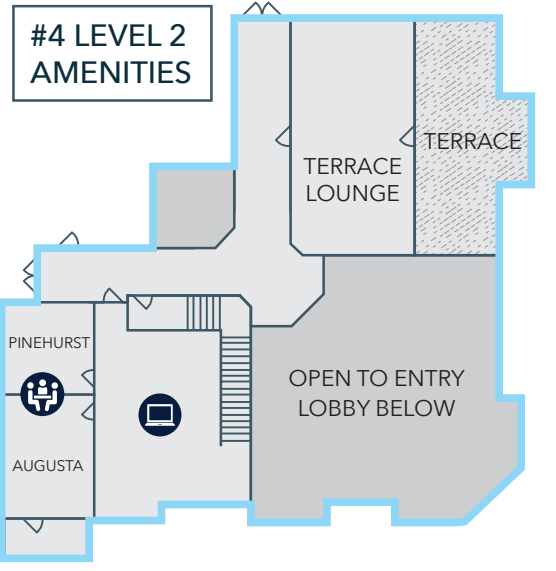 #4 LEVEL 2
AMENITIES
TERRACE
TERRACE
LOUNGE
PINEHURST
OPEN TO ENTRY
LOBBY BELOW
AUGUSTA